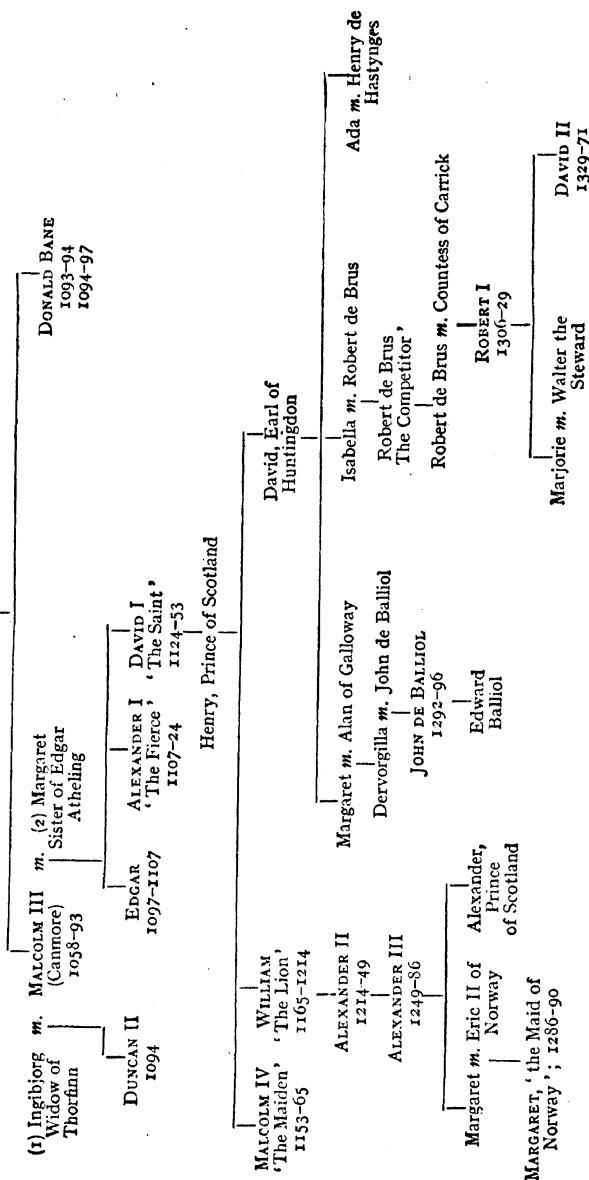 (1) Ingibjorg m. MALCOLM III m. (2) Margaret
Widow of
Thorfinn
(Canmore)
1058–93
Sister of Edgar
Atheling
DONALD BANE
1093–94
1094–97
DUNCAN II
1094
EDGAR
1097–1107
ALEXANDER I
'The Fierce'
1107–24
DAVID I
'The Saint'
1124–53
Henry, Prince of Scotland
MALCOLM IV
'The Maiden'
1153–65
WILLIAM
'The Lion'
1165–1214
David, Earl of
Huntingdon
ALEXANDER II
1214–49
ALEXANDER III
1249–86
Margaret m. Eric II of
Norway
Alexander,
Prince
of Scotland
MARGARET, 'the Maid of
Norway'; 1286–90
Margaret m. Alan of Galloway
Dervorgilla m. John de Balliol
JOHN DE BALLIOL
1292–96
Edward
Balliol
Isabella m. Robert de Brus
Robert de Brus
The Competitor'
Robert de Brus m. Countess of Carrick
ROBERT I
1306–29
Marjorie m. Walter the
Steward
DAVID II
1329–71
Ada m. Henry de
Hastynges